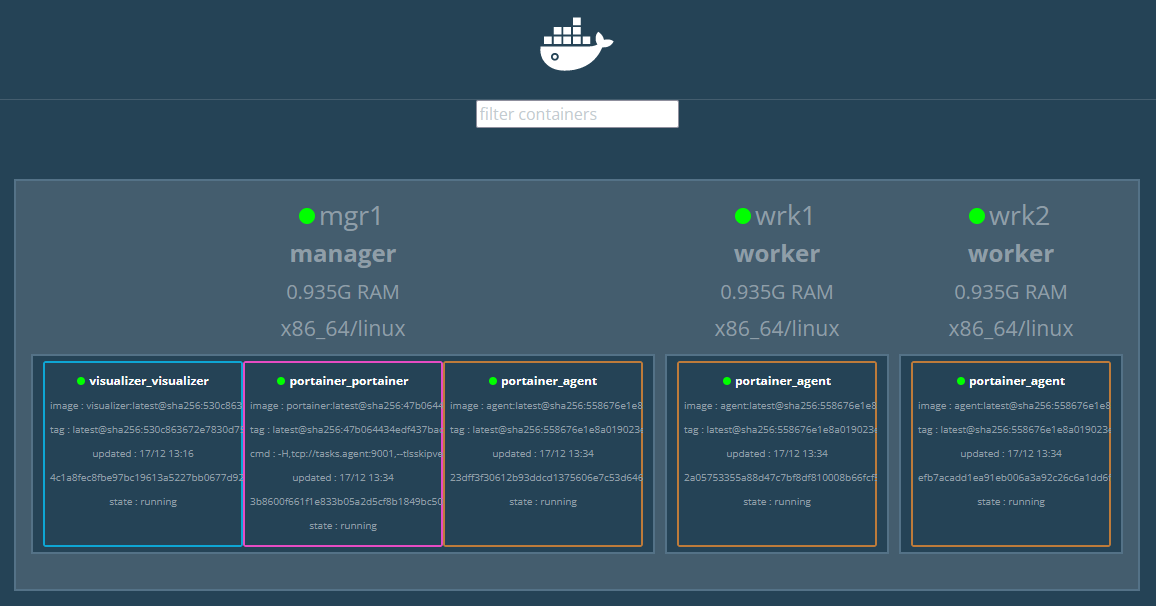 filter containers
mgr1
manager
0.935G RAM
x86_64/linux
visualizer_visualizer
image : visualizer:latest@sha256:530c863
tag : latest@sha256:530c863672e7830d7
updated : 17/12 13:16
4c1a8fec8fbe97bc19613a5227bb0677d92
state : running
portainer_portainer
image : portainer:latest@sha256:47b0644
tag : latest@sha256:47b064434edf437bad
cmd : -H,tcp://tasks.agent:9001,--tlsskipve
updated : 17/12 13:34
3b8600f661f1e833b05a2d5cf8b1849bc50
state : running
portainer_agent
image : agent:latest@sha256:558676e1e8
tag : latest@sha256:558676e1e8a019023
updated : 17/12 13:34
23dff3f30612b93ddcd1375606e7c53d646
state : running
wrk1
worker
0.935G RAM
x86_64/linux
portainer_agent
image : agent:latest@sha256:558676e1e8
tag : latest@sha256:558676e1e8a019023
updated : 17/12 13:34
2a05753355a88d47c7bf8df810008b66fcf
state : running
wrk2
worker
0.935G RAM
x86_64/linux
portainer_agent
image : agent:latest@sha256:558676e1e8
tag : latest@sha256:558676e1e8a019023
updated : 17/12 13:34
efb7acadd1ea91eb006a3a92c26c6a1dd6
state : running